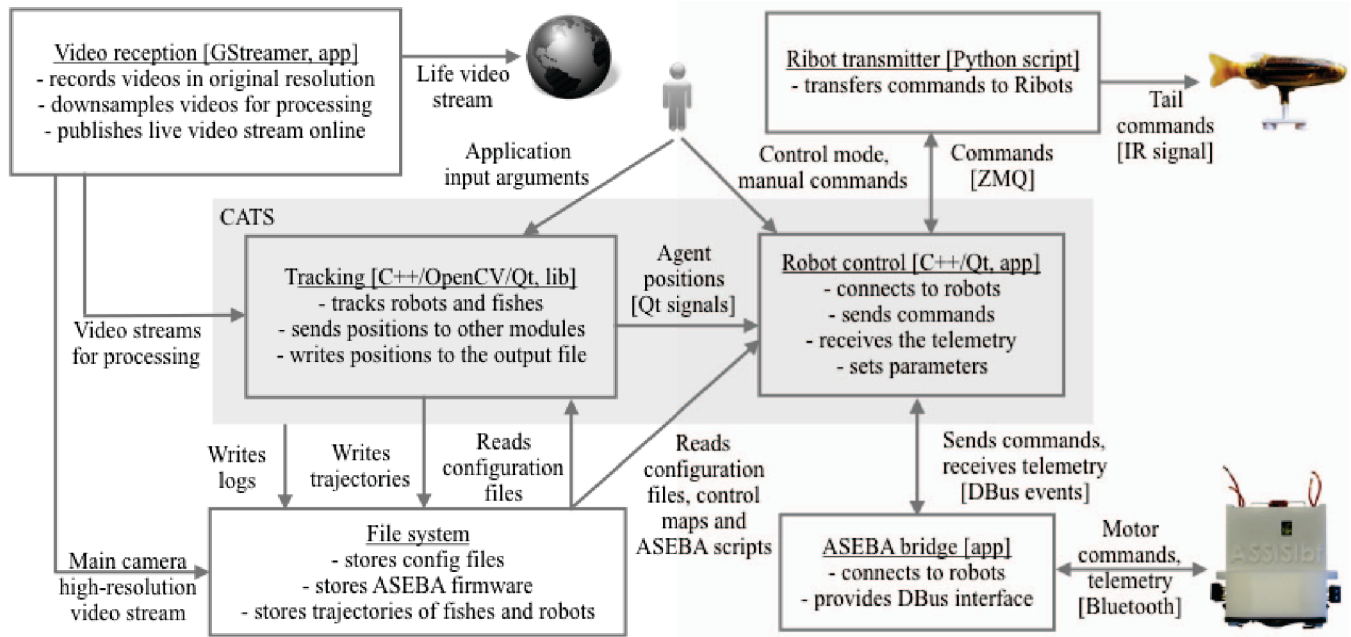 Video reception [GStreamer, app]
- records videos in original resolution
- downsamples videos for processing
- publishes live video stream online
Life video
stream
Ribot transmitter [Python script]
- transfers commands to Ribots
Tail
commands
[IR signal]
Application
input arguments
Control mode,
manual commands
Commands
[ZMQ]
CATS
Tracking [C++/OpenCV/Qt, lib]
- tracks robots and fishes
- sends positions to other modules
- writes positions to the output file
Agent
positions
[Qt signals]
Robot control [C++/Qt, app]
- connects to robots
- sends commands
- receives the telemetry
- sets parameters
Video streams
for processing
Writes
logs
Writes
trajectories
Reads
configuration
files
Reads
configuration
files, control
maps and
ASEBA scripts
Sends commands,
receives telemetry
[DBus events]
Main camera
high-resolution
video stream
File system
- stores config files
- stores ASEBA firmware
- stores trajectories of fishes and robots
ASEBA bridge [app]
- connects to robots
- provides DBus interface
Motor
commands,
telemetry
[Bluetooth]
ASSISIbf